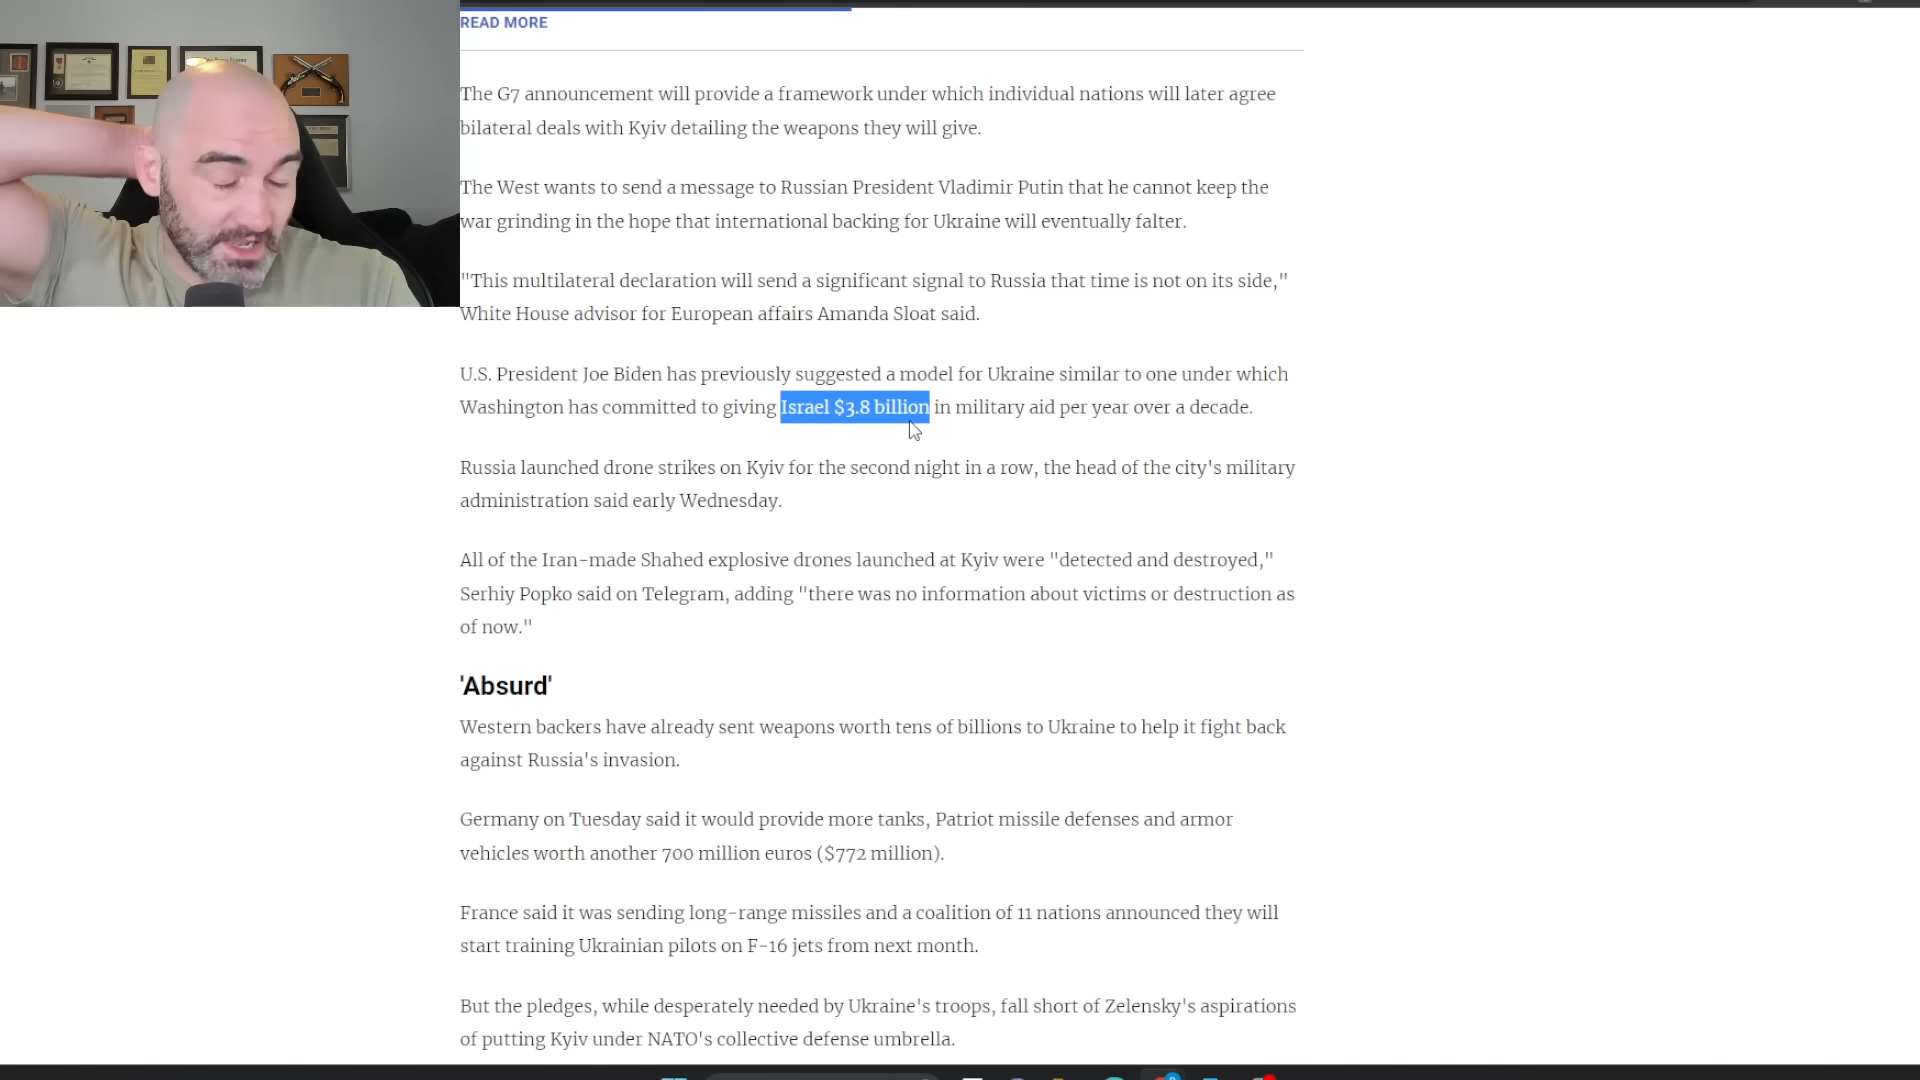 READ MORE
The G7 announcement will provide a framework under which individual nations will later agree
bilateral deals with Kyiv detailing the weapons they will give.
The West wants to send a message to Russian President Vladimir Putin that he cannot keep the
war grinding in the hope that international backing for Ukraine will eventually falter.
"This multilateral declaration will send a significant signal to Russia that time is not on its side,"
White House advisor for European affairs Amanda Sloat said.
U.S. President Joe Biden has previously suggested a model for Ukraine similar to one under which
Washington has committed to giving Israel $3.8 billion in military aid per year over a decade.
Russia launched drone strikes on Kyiv for the second night in a row, the head of the city's military
administration said early Wednesday.
All of the Iran-made Shahed explosive drones launched at Kyiv were "detected and destroyed,"
Serhiy Popko said on Telegram, adding "there was no information about victims or destruction as
of now."
'Absurd'
Western backers have already sent weapons worth tens of billions to Ukraine to help it fight back
against Russia's invasion.
Germany on Tuesday said it would provide more tanks, Patriot missile defenses and armor
vehicles worth another 700 million euros ($772 million).
France said it was sending long-range missiles and a coalition of 11 nations announced they will
start training Ukrainian pilots on F-16 jets from next month.
But the pledges, while desperately needed by Ukraine's troops, fall short of Zelensky's aspirations
of putting Kyiv under NATO's collective defense umbrella.